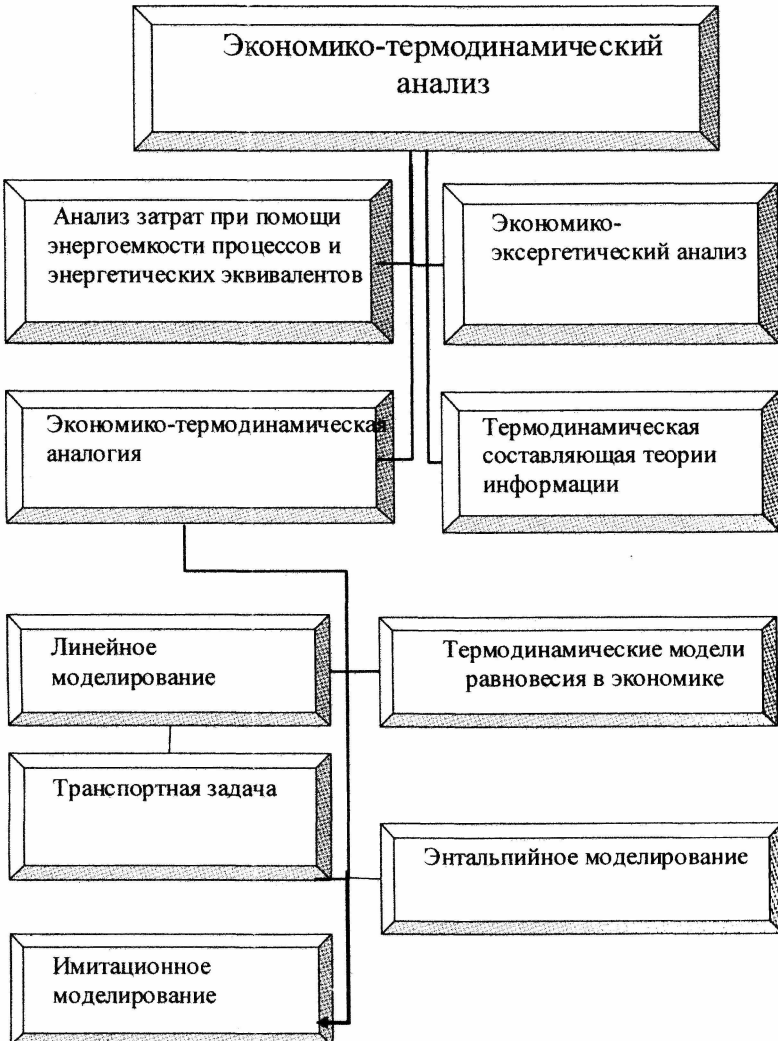 Экономико-термодинамический
анализ
Анализ затрат при помощи
энергоемкости процессов и
энергетических эквивалентов
Экономико-
эксергетический анализ
Экономико-термодинамическая
аналогия
Термодинамическая
составляющая теории
информации
Линейное
моделирование
Термодинамические модели
равновесия в экономике
Транспортная задача
Энтальпийное моделирование
Имитационное
моделирование